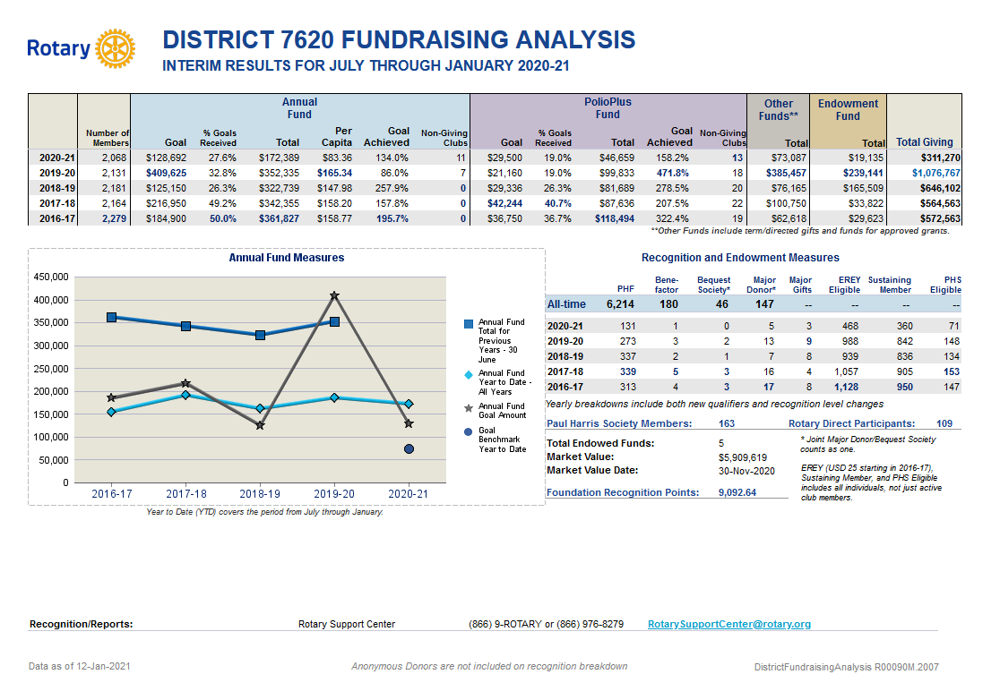 Rotary
DISTRICT 7620 FUNDRAISING ANALYSIS
INTERIM RESULTS FOR JULY THROUGH JANUARY 2020-21
Annual Fund PolioPlus Fund Other Funds** Endowment Fund
Number of Members Goal % Goals Received Total Per Capita Goal Achieved Non-Giving Clubs Goal % Goals Received Total Goal Achieved Non-Giving Clubs Total Total Total Giving
2020-21 2,068 $128,692 27.6% $172,389 $83.36 134.0% 11 $29,500 19.0% $46,659 158.2% 13 $73,087 $19,135 $311,270
2019-20 2,131 $409,625 32.8% $352,335 $165.34 86.0% 7 $21,160 19.0% $99,833 471.8% 18 $385,457 $239,141 $1,076,767
2018-19 2,181 $125,150 26.3% $322,739 $147.98 257.9% 0 $29,336 26.3% $81,689 278.5% 20 $76,165 $165,509 $646,102
2017-18 2,164 $216,950 49.2% $342,355 $158.20 157.8% 0 $42,244 40.7% $87,636 207.5% 22 $100,750 $33,822 $564,563
2016-17 2,279 $184,900 50.0% $361,827 $158.77 195.7% 0 $36,750 36.7% $118,494 322.4% 19 $62,618 $29,623 $572,563
**Other Funds include term/directed gifts and funds for approved grants.
Annual Fund Measures
450,000
400,000
350,000
300,000
250,000
200,000
150,000
100,000
50,000
0
2016-17 2017-18 2018-19 2019-20 2020-21
Annual Fund
Total for
Previous
Years - 30
June
Annual Fund
Year to Date -
All Years
Annual Fund
Goal Amount
Goal
Benchmark
Year to Date
Year to Date (YTD) covers the period from July through January.
Recognition and Endowment Measures
PHF Bene-factor Bequest Society* Major Donor* Major Gifts EREY Eligible Sustaining Member PHS Eligible
All-time 6,214 180 46 147 -- -- -- --
2020-21 131 1 0 5 3 468 360 71
2019-20 273 3 2 13 9 988 842 148
2018-19 337 2 1 7 8 939 836 134
2017-18 339 5 3 16 4 1,057 905 153
2016-17 313 4 3 17 8 1,128 950 147
Yearly breakdowns include both new qualifiers and recognition level changes
Paul Harris Society Members: 163 Rotary Direct Participants: 109
Total Endowed Funds: 5
Market Value: $5,909,619
Market Value Date: 30-Nov-2020
Foundation Recognition Points: 9,092.64
* Joint Major Donor/Bequest Society
counts as one.
EREY (USD 25 starting in 2016-17),
Sustaining Member, and PHS Eligible
includes all individuals, not just active
club members.
Recognition/Reports: Rotary Support Center (866) 9-ROTARY or (866) 976-8279 RotarySupportCenter@rotary.org
Data as of 12-Jan-2021 Anonymous Donors are not included on recognition breakdown DistrictFundraisingAnalysis R00090M.2007